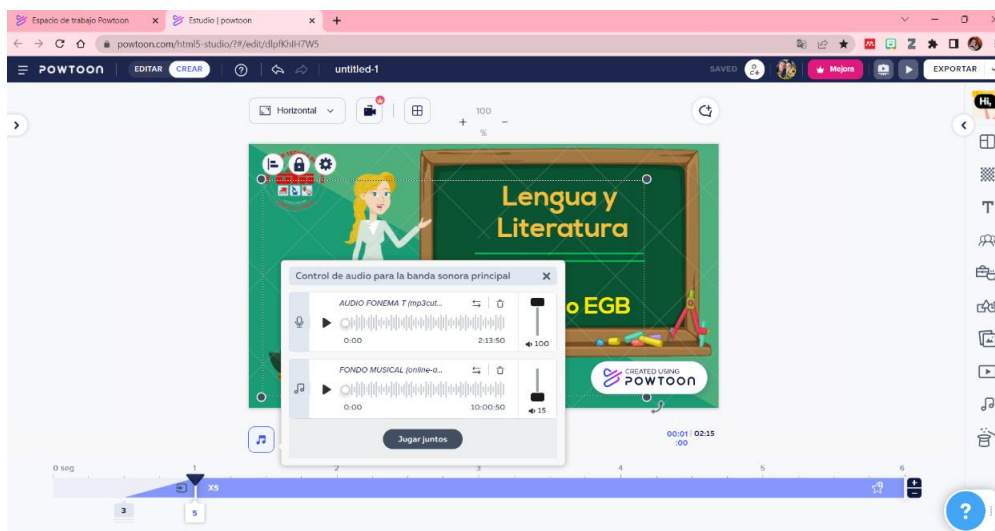 Espacio de trabajo Powtoon
Estudio | powtoon
powtoon.com/html5-studio/?#/edit/dlpfKhIH7W5
POWTOON
EDITAR
CREAR
untitled-1
SAVED
Mejora
EXPORTAR
Horizontal
100
%
Hi,
Lengua y
Literatura
o EGB
CREATED USING
POWTOON
Control de audio para la banda sonora principal
AUDIO FONEMA T (mp3cut...
0:00
2:13:50
100
FONDO MUSICAL (online-a...
0:00
10:00:50
15
Jugar juntos
00:01
:00
02:15
0 seg
1
2
3
4
5
6
X5
3
5